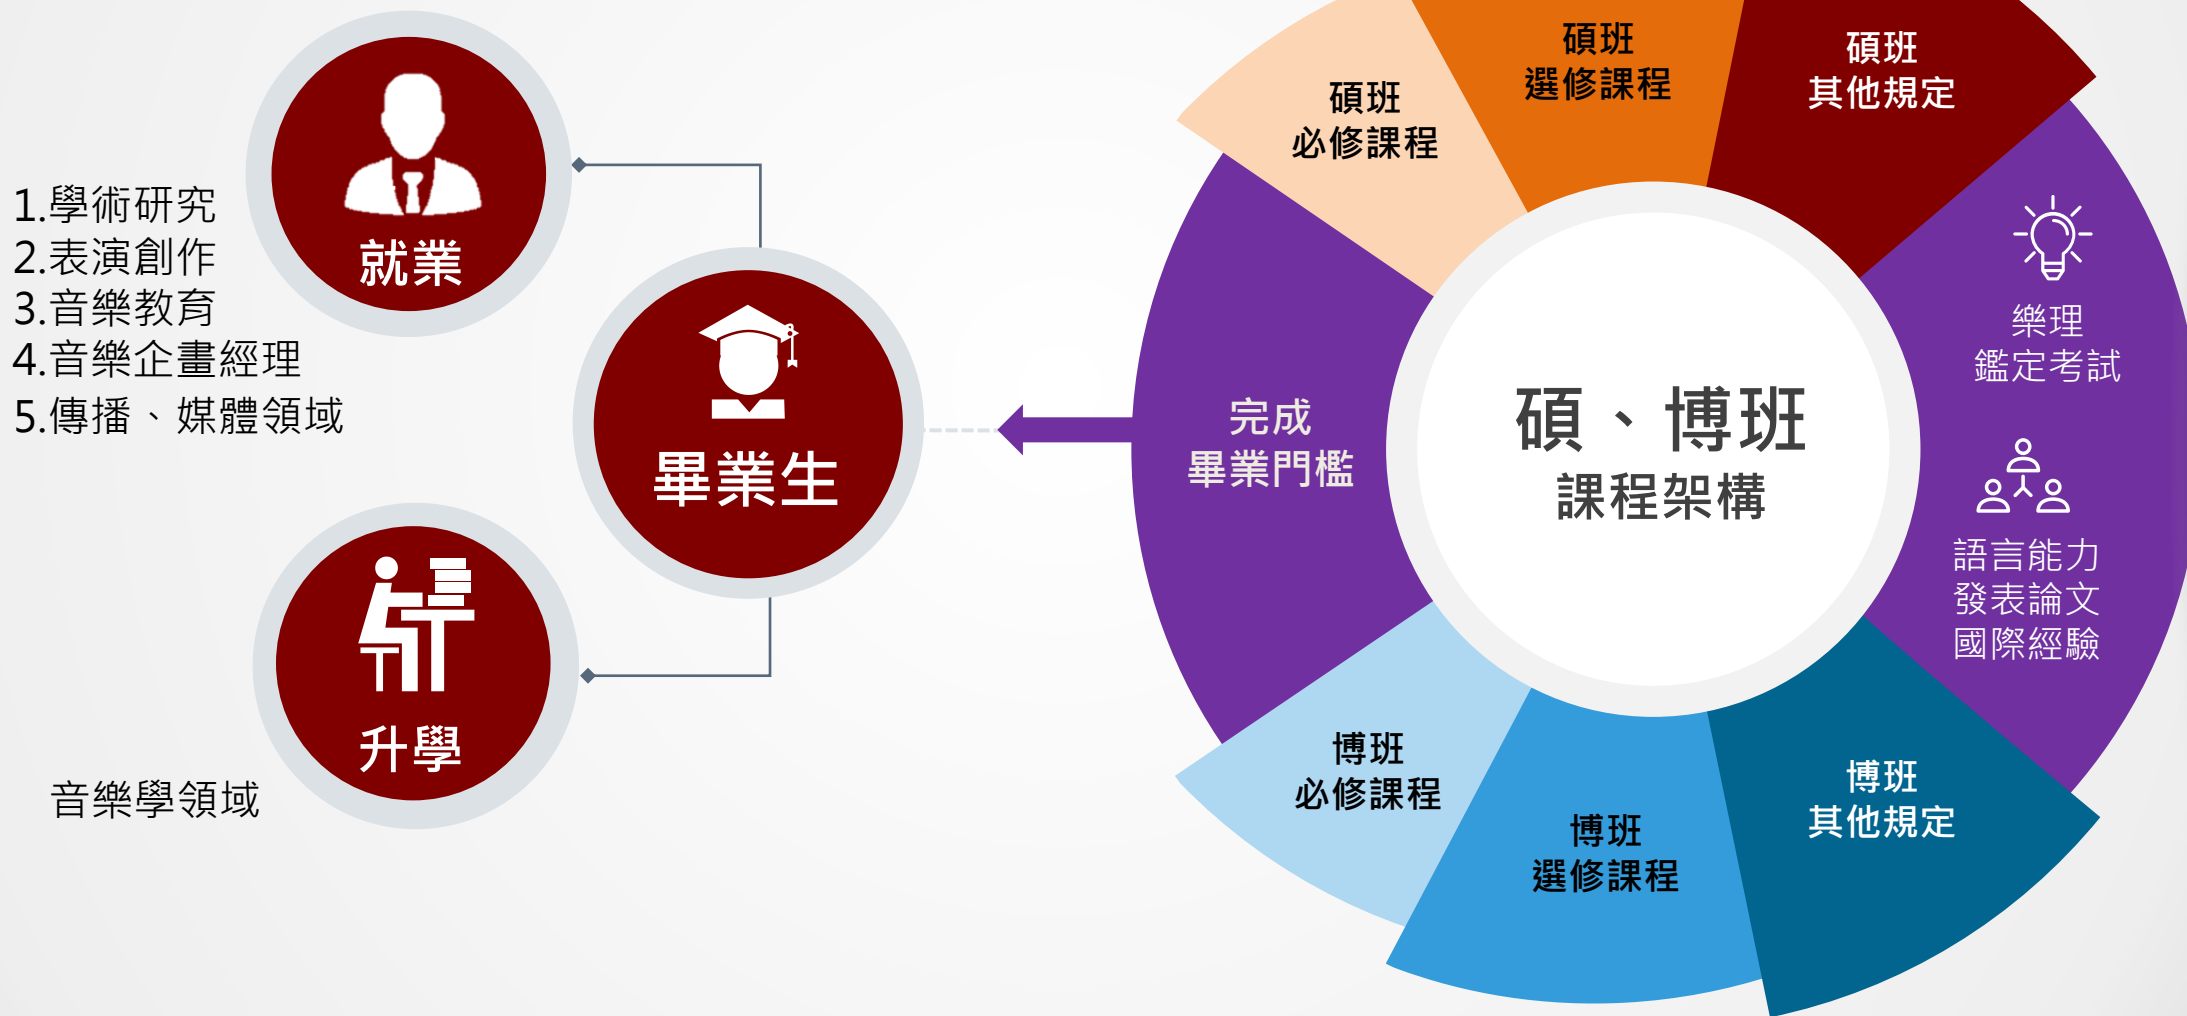 就業
1.學術研究
2.表演創作
3.音樂教育
4.音樂企畫經理
5.傳播、媒體領域
畢業生
升學
音樂學領域
碩、博班
課程架構
碩班
必修課程
碩班
選修課程
碩班
其他規定
樂理
鑑定考試
語言能力
發表論文
國際經驗
博班
其他規定
博班
選修課程
博班
必修課程
完成
畢業門檻